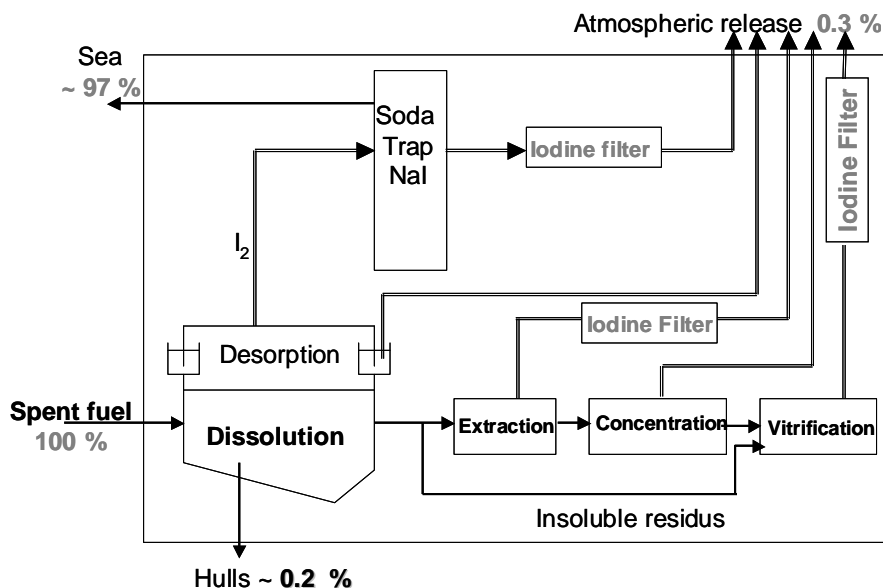 Atmospheric release 0.3 %
Sea
~ 97 %
Soda
Trap
NaI
Iodine filter
Iodine Filter
I2
Iodine Filter
Desorption
Spent fuel
100 %
Dissolution
Extraction
Concentration
Vitrification
Insoluble residus
Hulls ~ 0.2 %